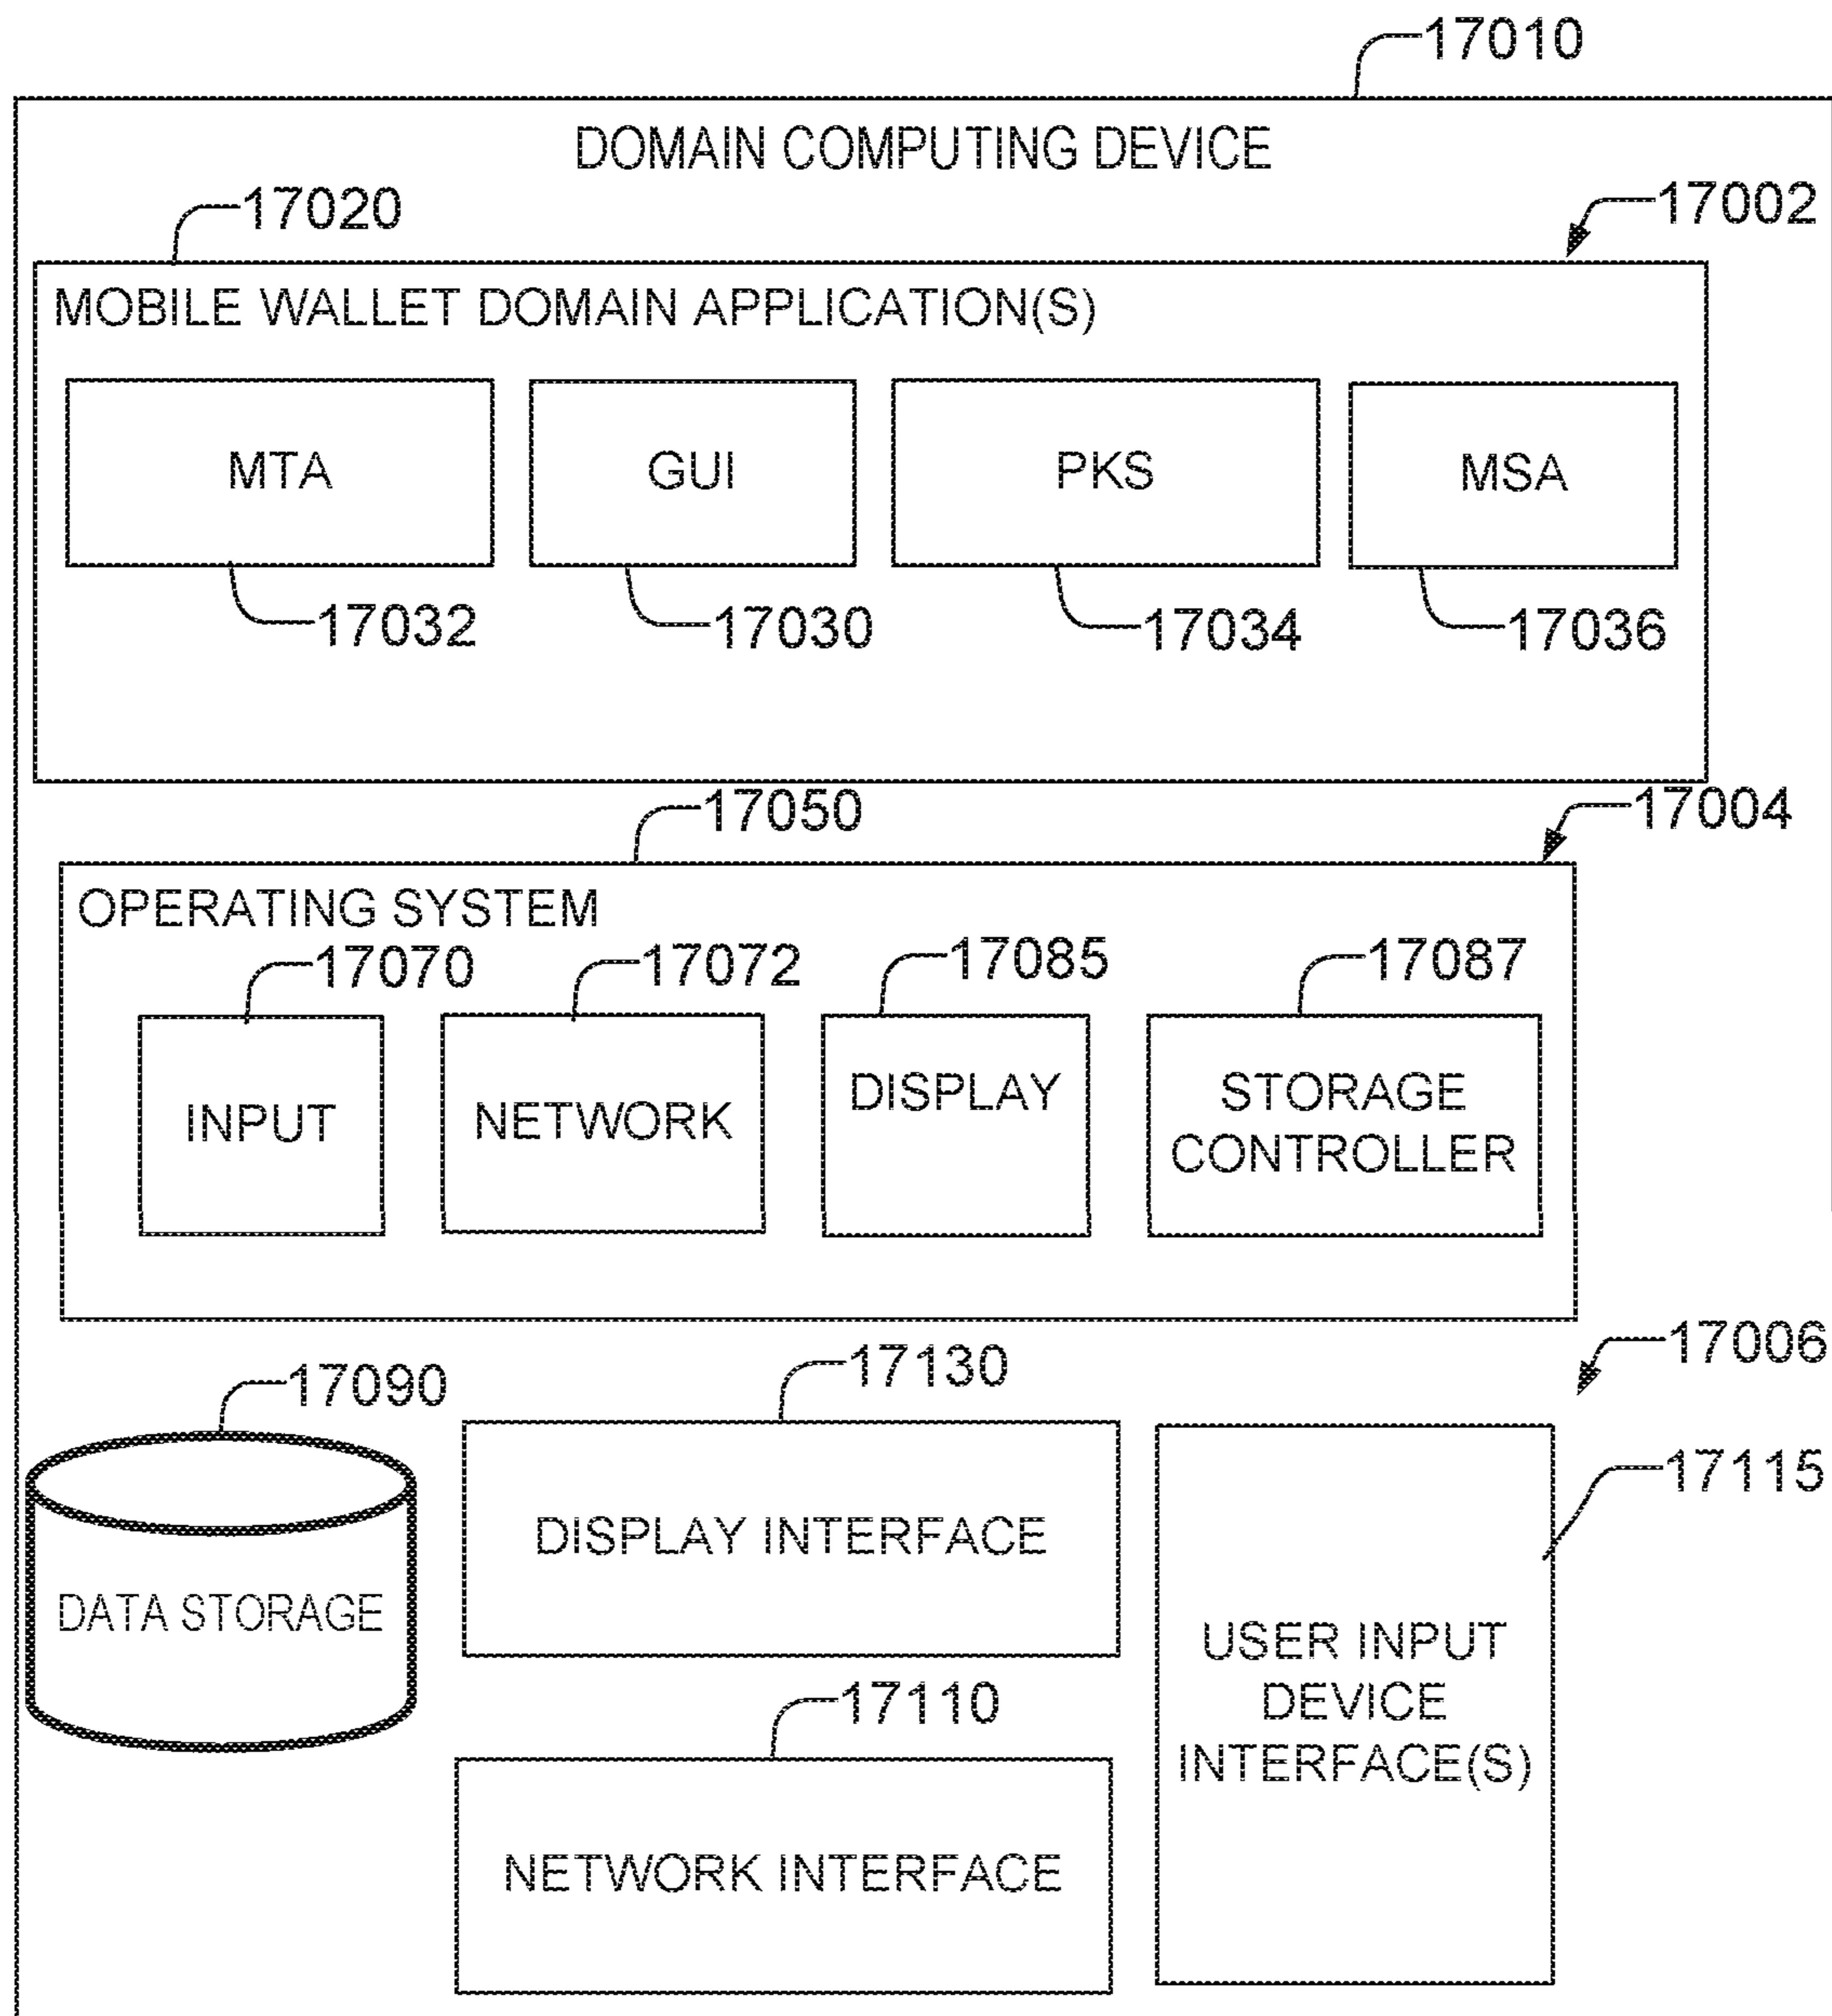 17010
DOMAIN COMPUTING DEVICE
17020
17002
MOBILE WALLET DOMAIN APPLICATION(S)
MTA
GUI
PKS
MSA
17032
17030
17034
17036
17050
17004
OPERATING SYSTEM
17070
17072
17085
17087
INPUT
NETWORK
DISPLAY
STORAGE
CONTROLLER
17006
17090
17130
17115
DATA STORAGE
DISPLAY INTERFACE
USER INPUT
DEVICE
INTERFACE(S)
17110
NETWORK INTERFACE